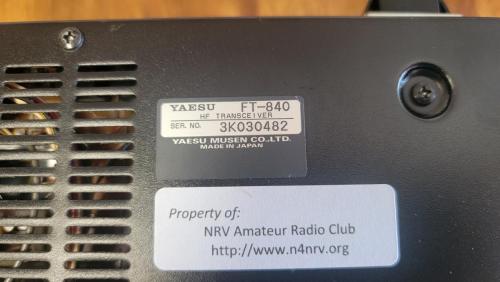 YAESU FT-840
HF TRANSCEIVER
SER. NO. 3K030482
YAESU MUSEN CO.LTD.
MADE IN JAPAN
Property of:
NRV Amateur Radio Club
http://www.n4nrv.org